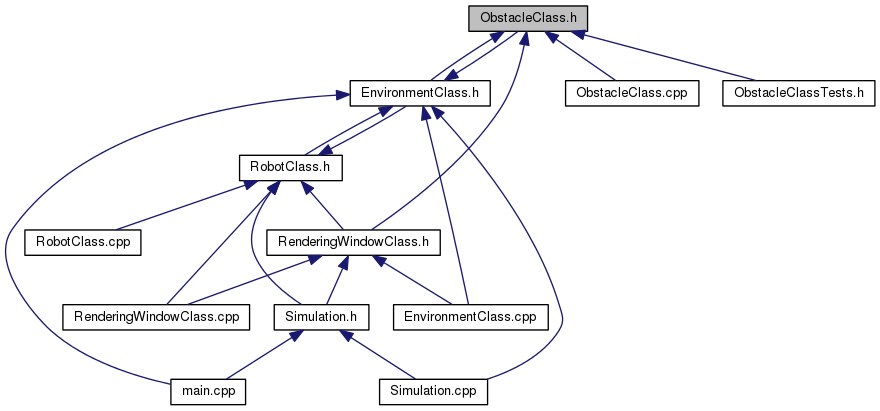 ObstacleClass.h
EnvironmentClass.h
ObstacleClass.cpp
ObstacleClassTests.h
RobotClass.h
RobotClass.cpp
RenderingWindowClass.h
RenderingWindowClass.cpp
Simulation.h
EnvironmentClass.cpp
main.cpp
Simulation.cpp